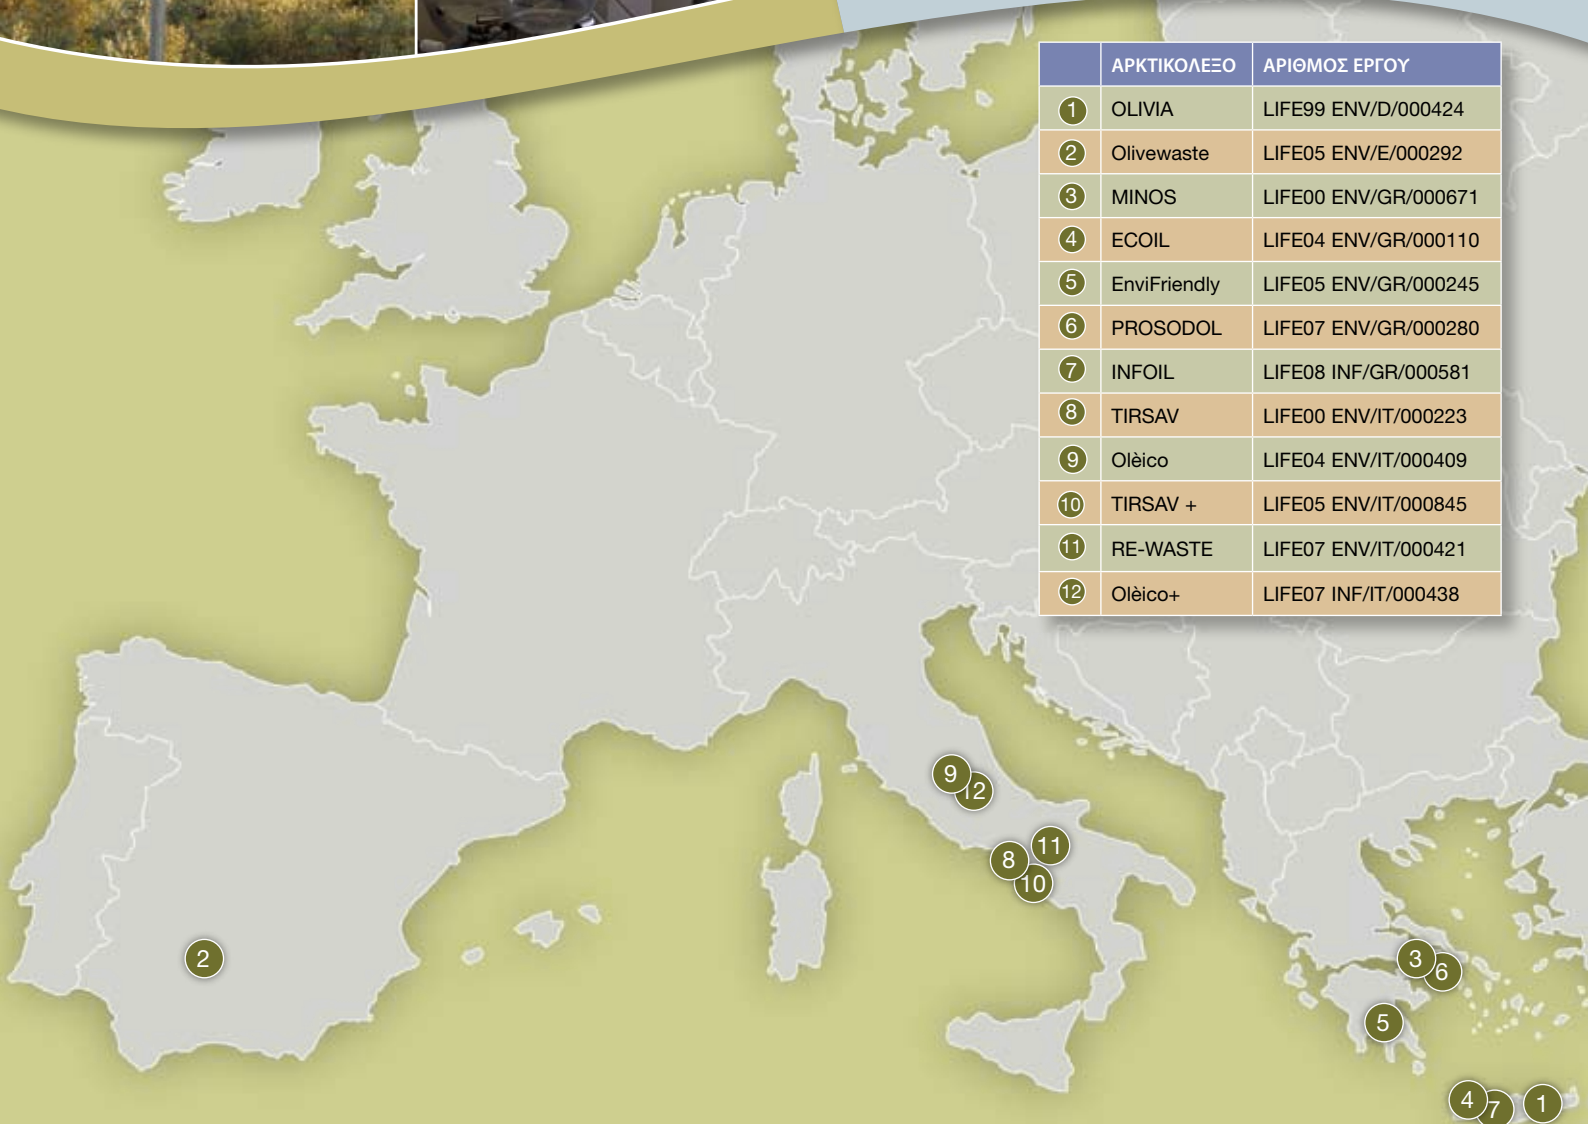 ΑΡΚΤΙΚΟΛΕΞΟ ΑΡΙΘΜΟΣ ΕΡΓΟΥ
1 OLIVIA LIFE99 ENV/D/000424
2 Olivewaste LIFE05 ENV/E/000292
3 MINOS LIFE00 ENV/GR/000671
4 ECOIL LIFE04 ENV/GR/000110
5 EnviFriendly LIFE05 ENV/GR/000245
6 PROSODOL LIFE07 ENV/GR/000280
7 INFOIL LIFE08 INF/GR/000581
8 TIRSAV LIFE00 ENV/IT/000223
9 Olèico LIFE04 ENV/IT/000409
10 TIRSAV + LIFE05 ENV/IT/000845
11 RE-WASTE LIFE07 ENV/IT/000421
12 Olèico+ LIFE07 INF/IT/000438
9
12
11
8
10
2
3
6
5
4
7
1